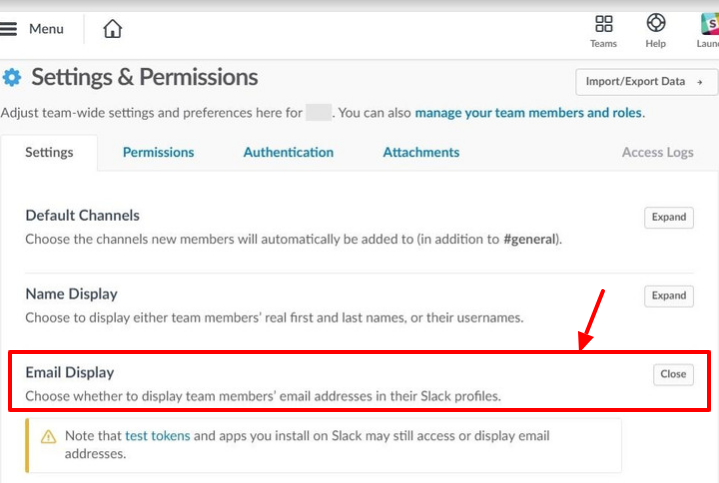 Menu
Teams
Help
Settings & Permissions
Import/Export Data →
Adjust team-wide settings and preferences here for . You can also manage your team members and roles.
Settings
Permissions
Authentication
Attachments
Access Logs
Default Channels
Expand
Choose the channels new members will automatically be added to (in addition to #general).
Name Display
Expand
Choose to display either team members' real first and last names, or their usernames.
Email Display
Close
Choose whether to display team members' email addresses in their Slack profiles.
Note that test tokens and apps you install on Slack may still access or display email
addresses.